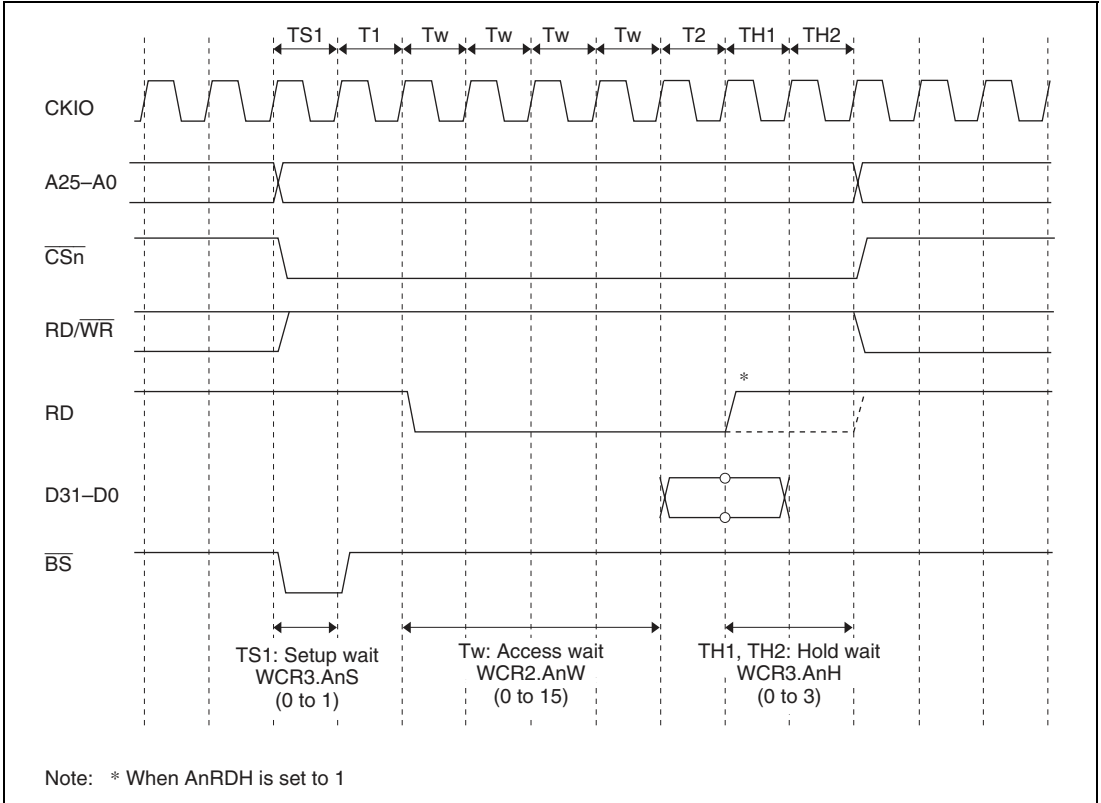 TS1 T1 Tw Tw Tw Tw T2 TH1 TH2
CKIO
A25–A0
CSn
RD/WR
*
RD
D31–D0
BS
TS1: Setup wait
WCR3.AnS
(0 to 1)
Tw: Access wait
WCR2.AnW
(0 to 15)
TH1, TH2: Hold wait
WCR3.AnH
(0 to 3)
Note: * When AnRDH is set to 1